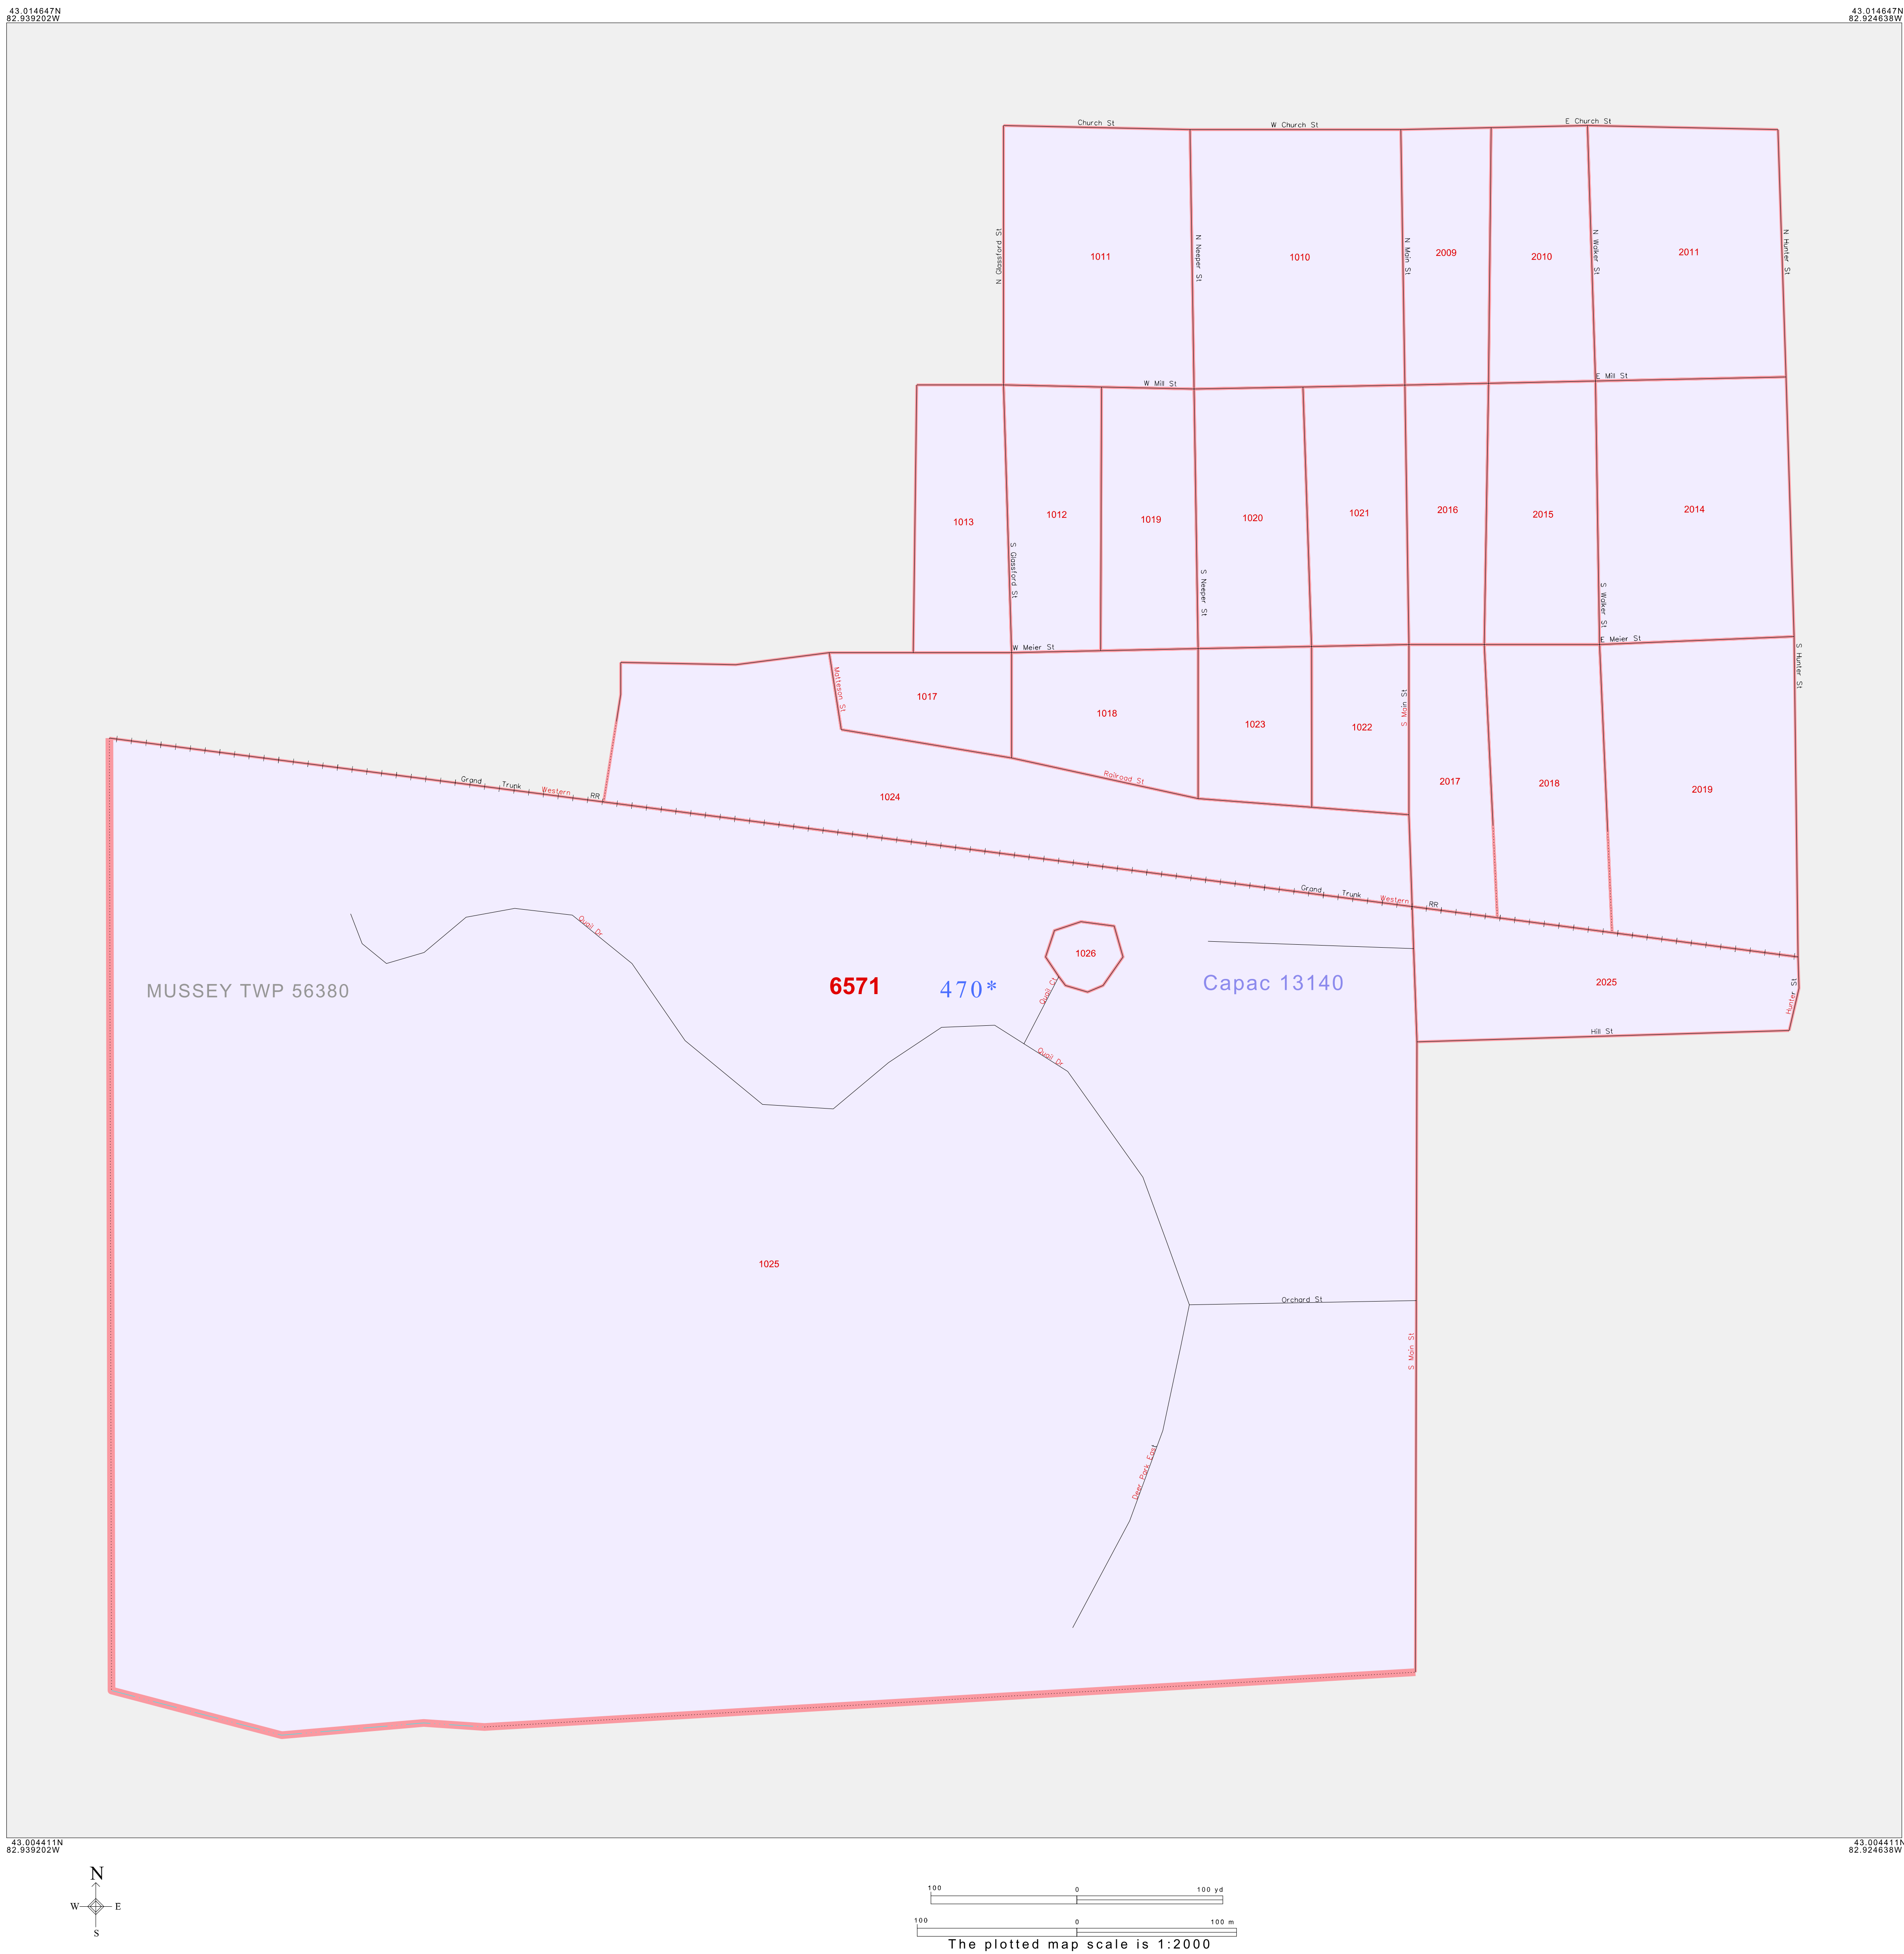 43.014647N
82.939202W
43.014647N
82.924638W
Church St
W Church St
E Church St
N Glassford St
N Neeper St
N Main St
N Walker St
N Hunter St
1011
1010
2009
2010
2011
W Mill St
E Mill St
1013
1012
1019
1020
1021
2016
2015
2014
S Glassford St
S Neeper St
S Walker St
W Meier St
E Meier St
S Hunter St
Matteson St
1017
1018
1023
1022
S Main St
2017
2018
2019
Railroad St
Grand Trunk Western RR
1024
Grand Trunk Western RR
Quail Dr
1026
Quail Ct
MUSSEY TWP 56380
6571
470*
Capac 13140
2025
Hunter St
Hill St
Quail Dr
1025
Orchard St
S Main St
Deer Park East
43.004411N
82.939202W
43.004411N
82.924638W
N
W E
S
100 0 100 yd
100 0 100 m
The plotted map scale is 1:2000